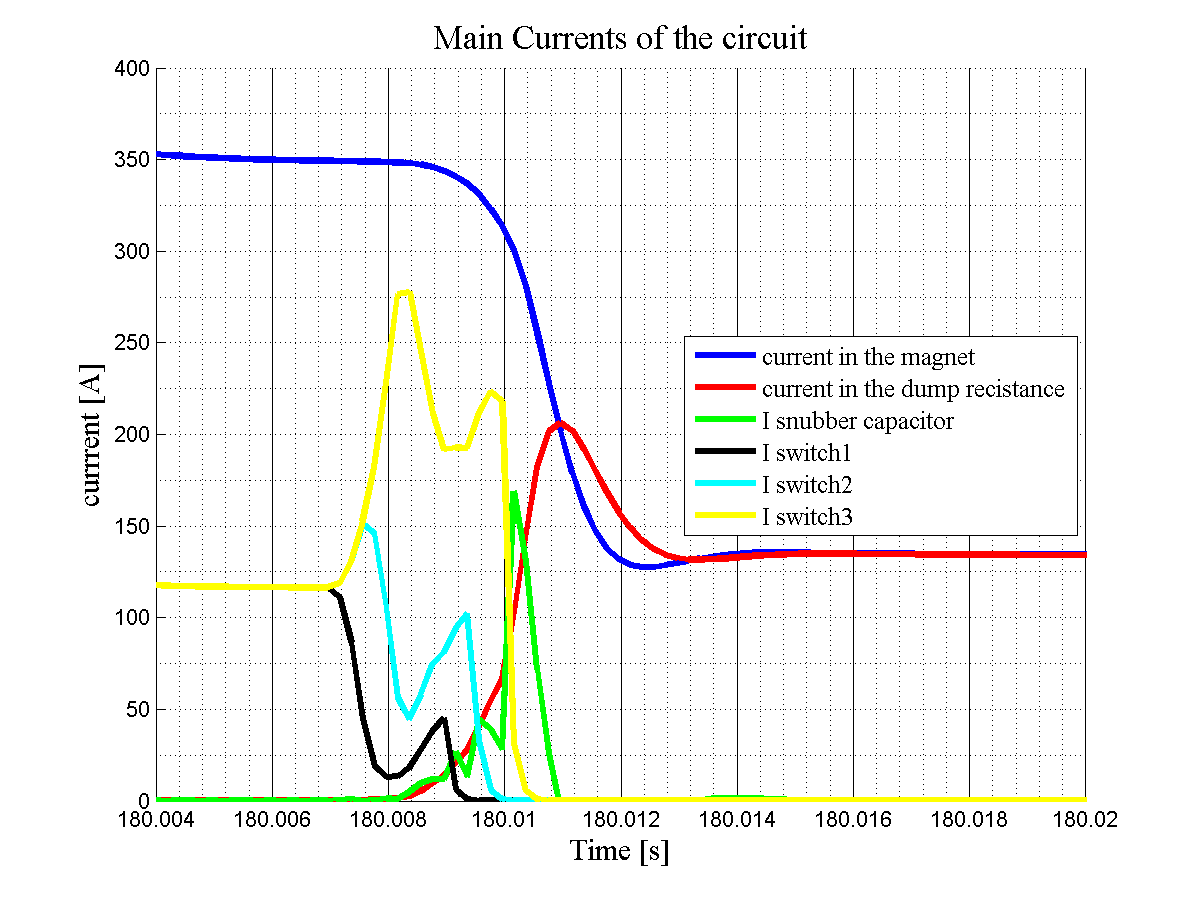 Main Currents of the circuit
400
350
300
250
200
150
100
50
0
currrent [A]
180.004 180.006 180.008 180.01 180.012 180.014 180.016 180.018 180.02
Time [s]
current in the magnet
current in the dump recistance
I snubber capacitor
I switch1
I switch2
I switch3